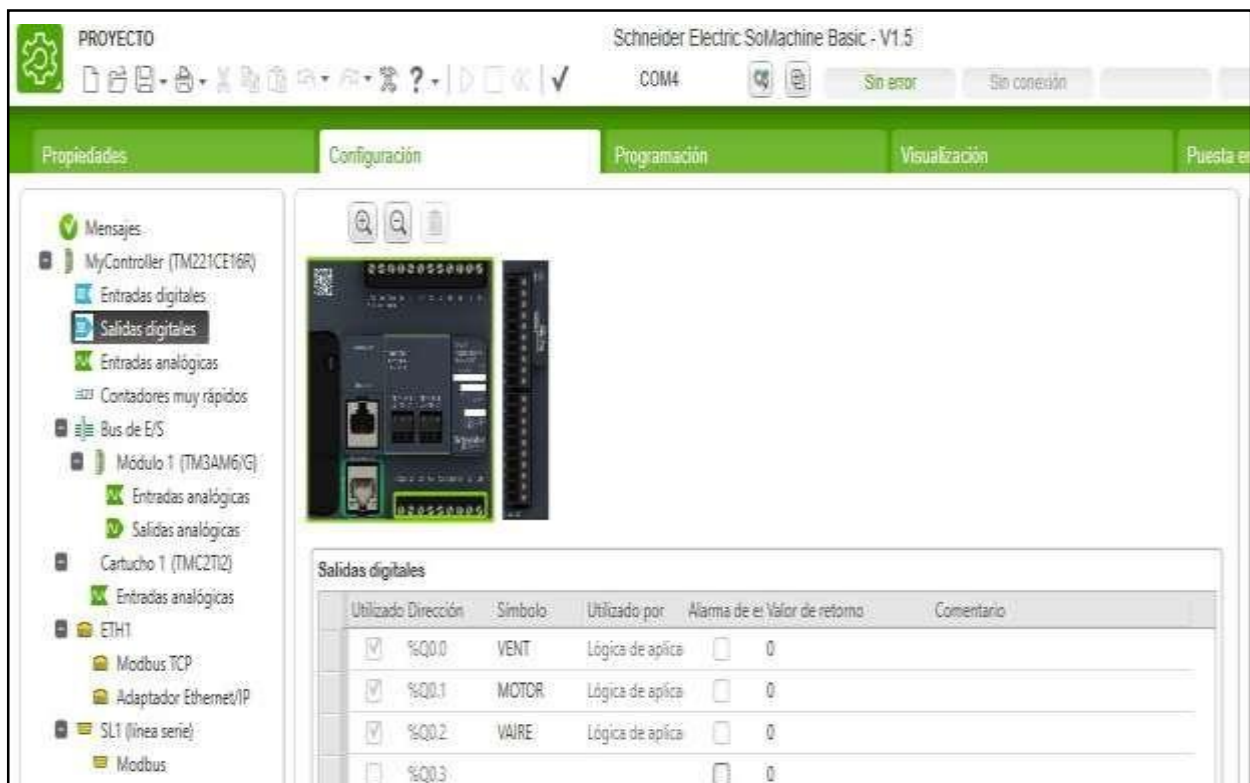 PROYECTO
Schneider Electric SoMachine Basic - V1.5
COM4
Sin error
Sin conexión
Propiedades
Configuración
Programación
Visualización
Puesta en
Mensajes
MyController (TM221CE16R)
Entradas digitales
Salidas digitales
Entradas analógicas
Contadores muy rápidos
Bus de E/S
Módulo 1 (TM3AM6/G)
Entradas analógicas
Salidas analógicas
Cartucho 1 (TMC2TI2)
Entradas analógicas
ETH1
Modbus TCP
Adaptador Ethernet/IP
SL1 (línea serie)
Modbus
Salidas digitales
Utilizado Dirección Símbolo Utilizado por Alarma de e: Valor de retorno Comentario
%Q0.0 VENT Lógica de aplica 0
%Q0.1 MOTOR Lógica de aplica 0
%Q0.2 VAIRE Lógica de aplica 0
%Q0.3 0